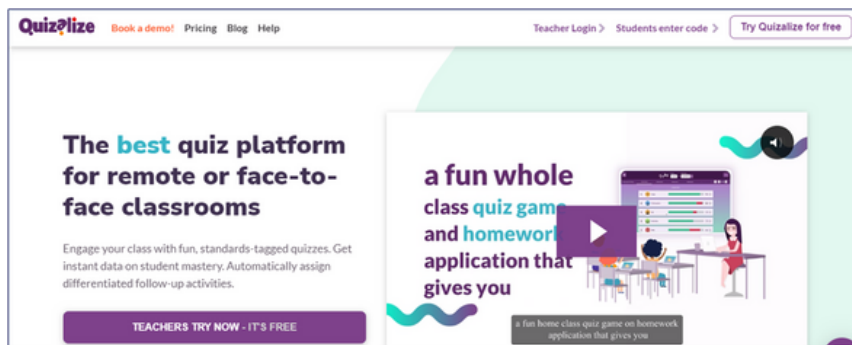 Quizalize Book a demo! Pricing Blog Help Teacher Login Students enter code Try Quizalize for free
The best quiz platform
for remote or face-to-
face classrooms
Engage your class with fun, standards-tagged quizzes. Get
instant data on student mastery. Automatically assign
differentiated follow-up activities.
TEACHERS TRY NOW - IT'S FREE
a fun whole
class quiz game
and homework
application that
gives you
a fun home class quiz game on homework
application that gives you